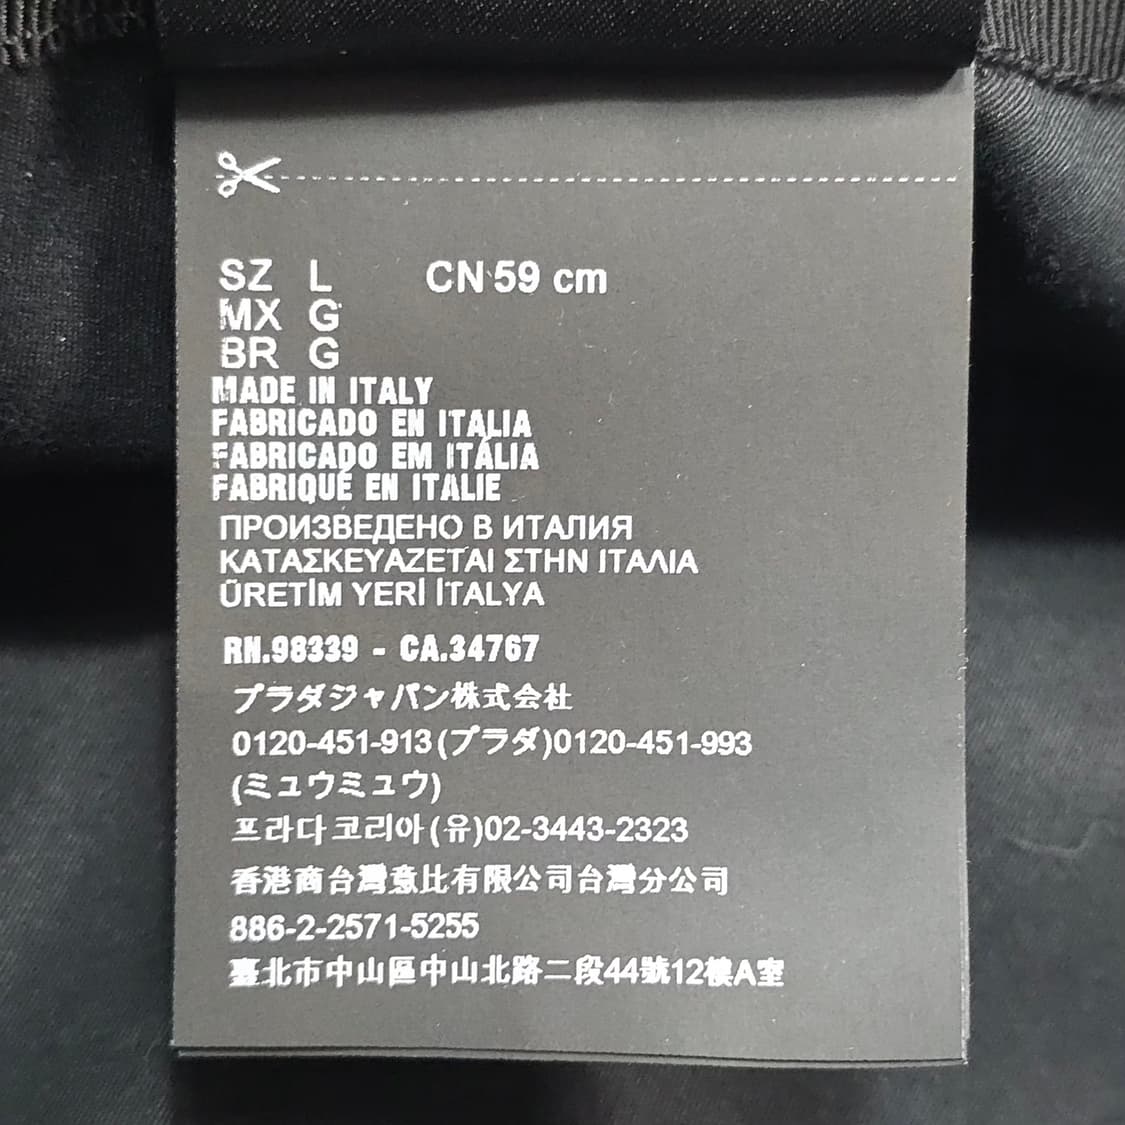 SZ L CN 59 cm
MX G
BR G
MADE IN ITALY
FABRICADO EN ITALIA
FABRICADO EM ITÁLIA
FABRIQUÉ EN ITALIE
ПРОИЗВЕДЕНО В ИТАЛИЯ
ΚΑΤΑΣΚΕΥΑΖΕΤΑΙ ΣΤΗΝ ΙΤΑΛΙΑ
ÜRETİM YERİ İTALYA
RN.98339 - CA.34767
プラダジャパン株式会社
0120-451-913(プラダ)0120-451-993
(ミュウミュウ)
프라다코리아(유)02-3443-2323
香港商台灣意比有限公司台灣分公司
886-2-2571-5255
臺北市中山區中山北路二段44號12樓A室